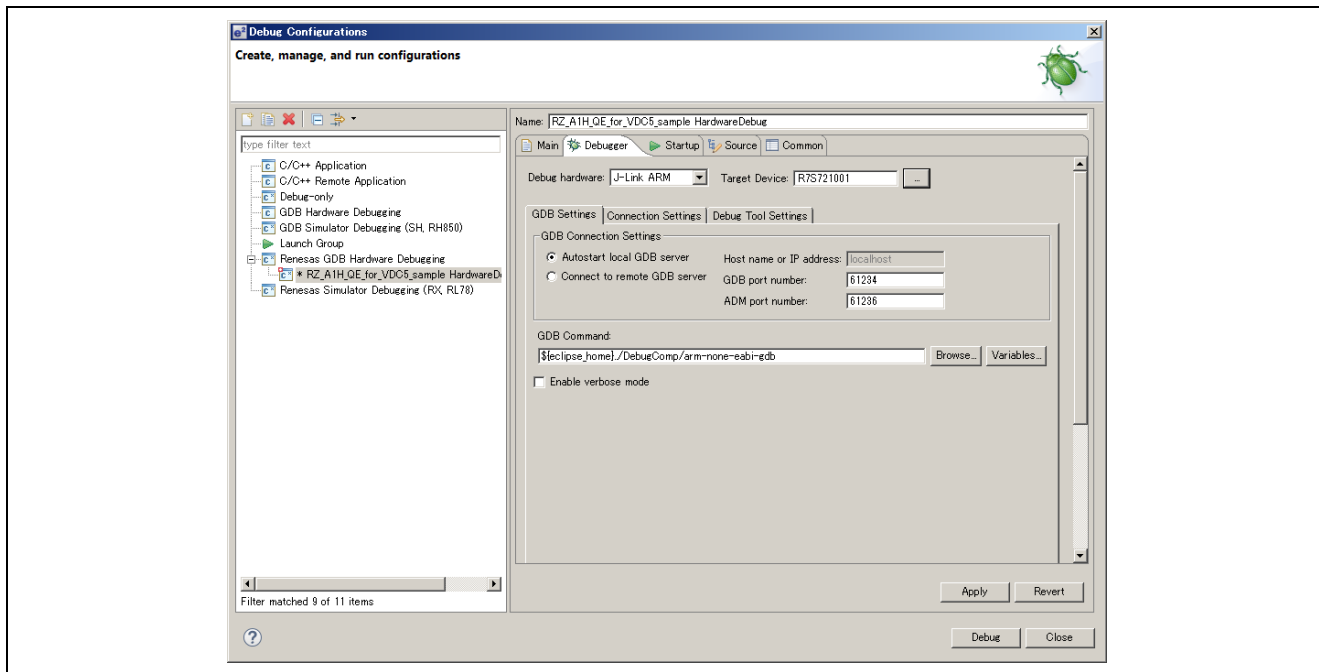 e² Debug Configurations
Create, manage, and run configurations
Name: RZ_A1H_QE_for_VDC5_sample HardwareDebug
type filter text
Main Debugger Startup Source Common
C/C++ Application
C/C++ Remote Application
Debug-only
GDB Hardware Debugging
GDB Simulator Debugging (SH, RH850)
Launch Group
Renesas GDB Hardware Debugging
* RZ_A1H_QE_for_VDC5_sample HardwareD
Renesas Simulator Debugging (RX, RL78)
Debug hardware: J-Link ARM Target Device: R7S721001 ...
GDB Settings Connection Settings Debug Tool Settings
GDB Connection Settings
Autostart local GDB server Host name or IP address: localhost
Connect to remote GDB server GDB port number: 61234
ADM port number: 61236
GDB Command:
${eclipse_home}./DebugComp/arm-none-eabi-gdb Browse... Variables...
Enable verbose mode
Filter matched 9 of 11 items
Apply Revert
? Debug Close